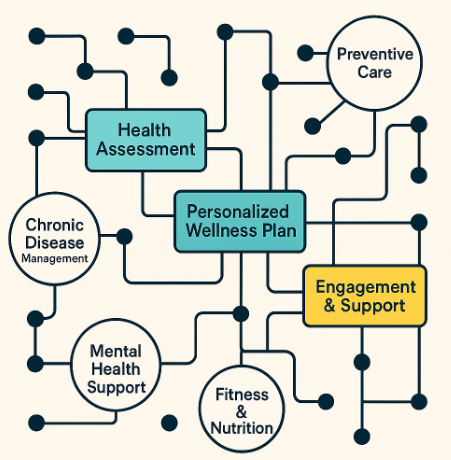 Preventive
Care
Health
Assessment
Personalized
Wellness Plan
Chronic
Disease
Management
Engagement
& Support
Mental
Health
Support
Fitness
&
Nutrition